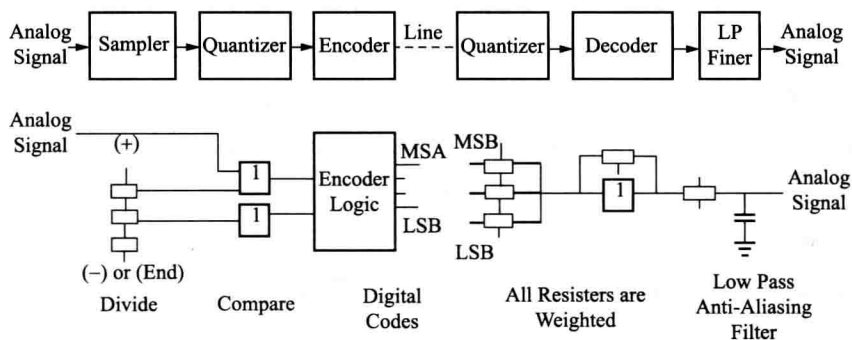 Analog
Signal
Sampler
Quantizer
Encoder
Line
Quantizer
Decoder
LP
Finer
Analog
Signal
Analog
Signal
(+)
1
1
(−) or (End)
Encoder
Logic
MSA
LSB
MSB
LSB
1
Analog
Signal
Divide
Compare
Digital
Codes
All Resisters are
Weighted
Low Pass
Anti-Aliasing
Filter